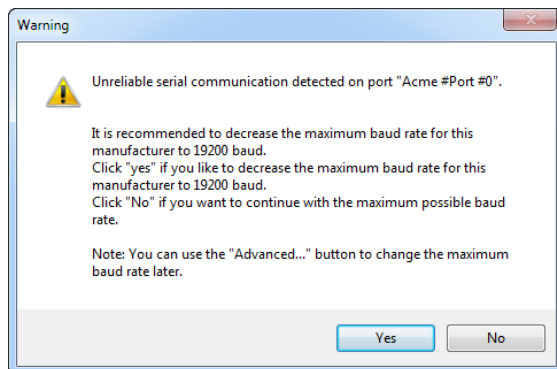 Warning
Unreliable serial communication detected on port "Acme #Port #0".
It is recommended to decrease the maximum baud rate for this
manufacturer to 19200 baud.
Click "yes" if you like to decrease the maximum baud rate for this
manufacturer to 19200 baud.
Click "No" if you want to continue with the maximum possible baud
rate.
Note: You can use the "Advanced..." button to change the maximum
baud rate later.
Yes
No